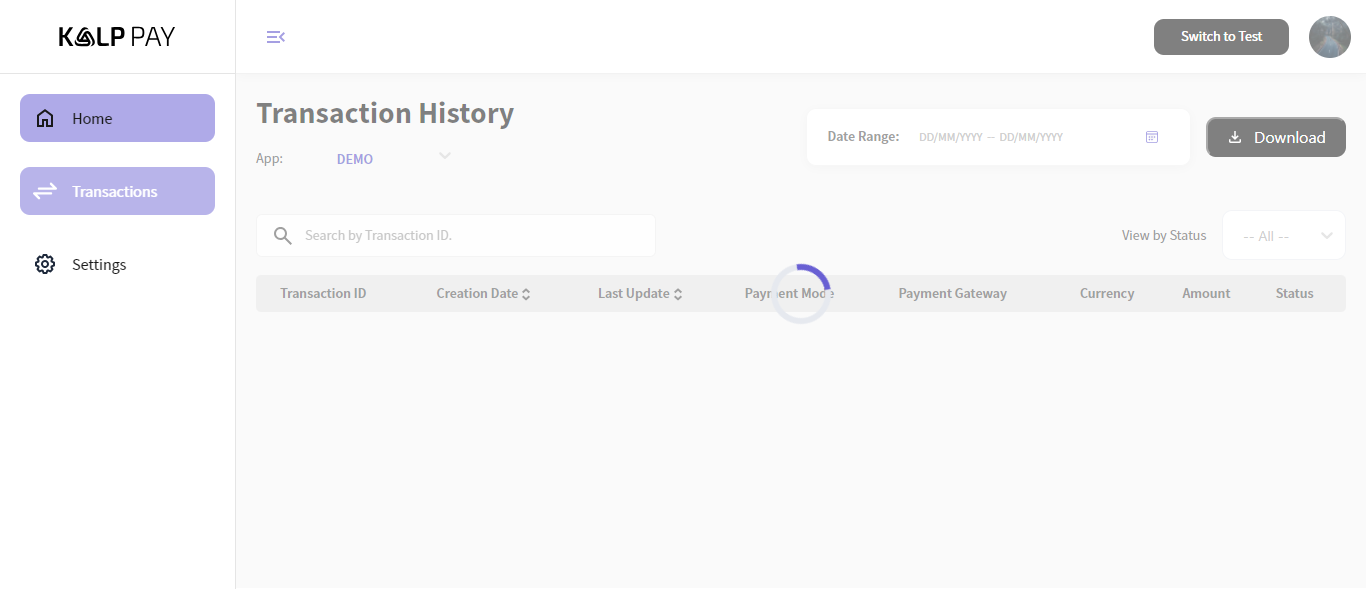 KALP PAY
Switch to Test
Home
Transactions
Settings
Transaction History
App: DEMO
Date Range: DD/MM/YYYY – DD/MM/YYYY
Download
Search by Transaction ID.
View by Status -- All --
Transaction ID Creation Date Last Update Payment Mode Payment Gateway Currency Amount Status